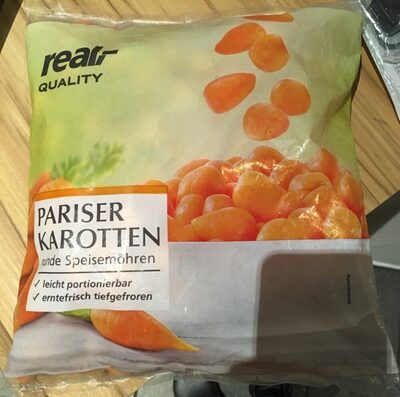 real,-
QUALITY
PARISER
KAROTTEN
runde Speisemöhren
✓ leicht portionierbar
✓ erntefrisch tiefgefroren